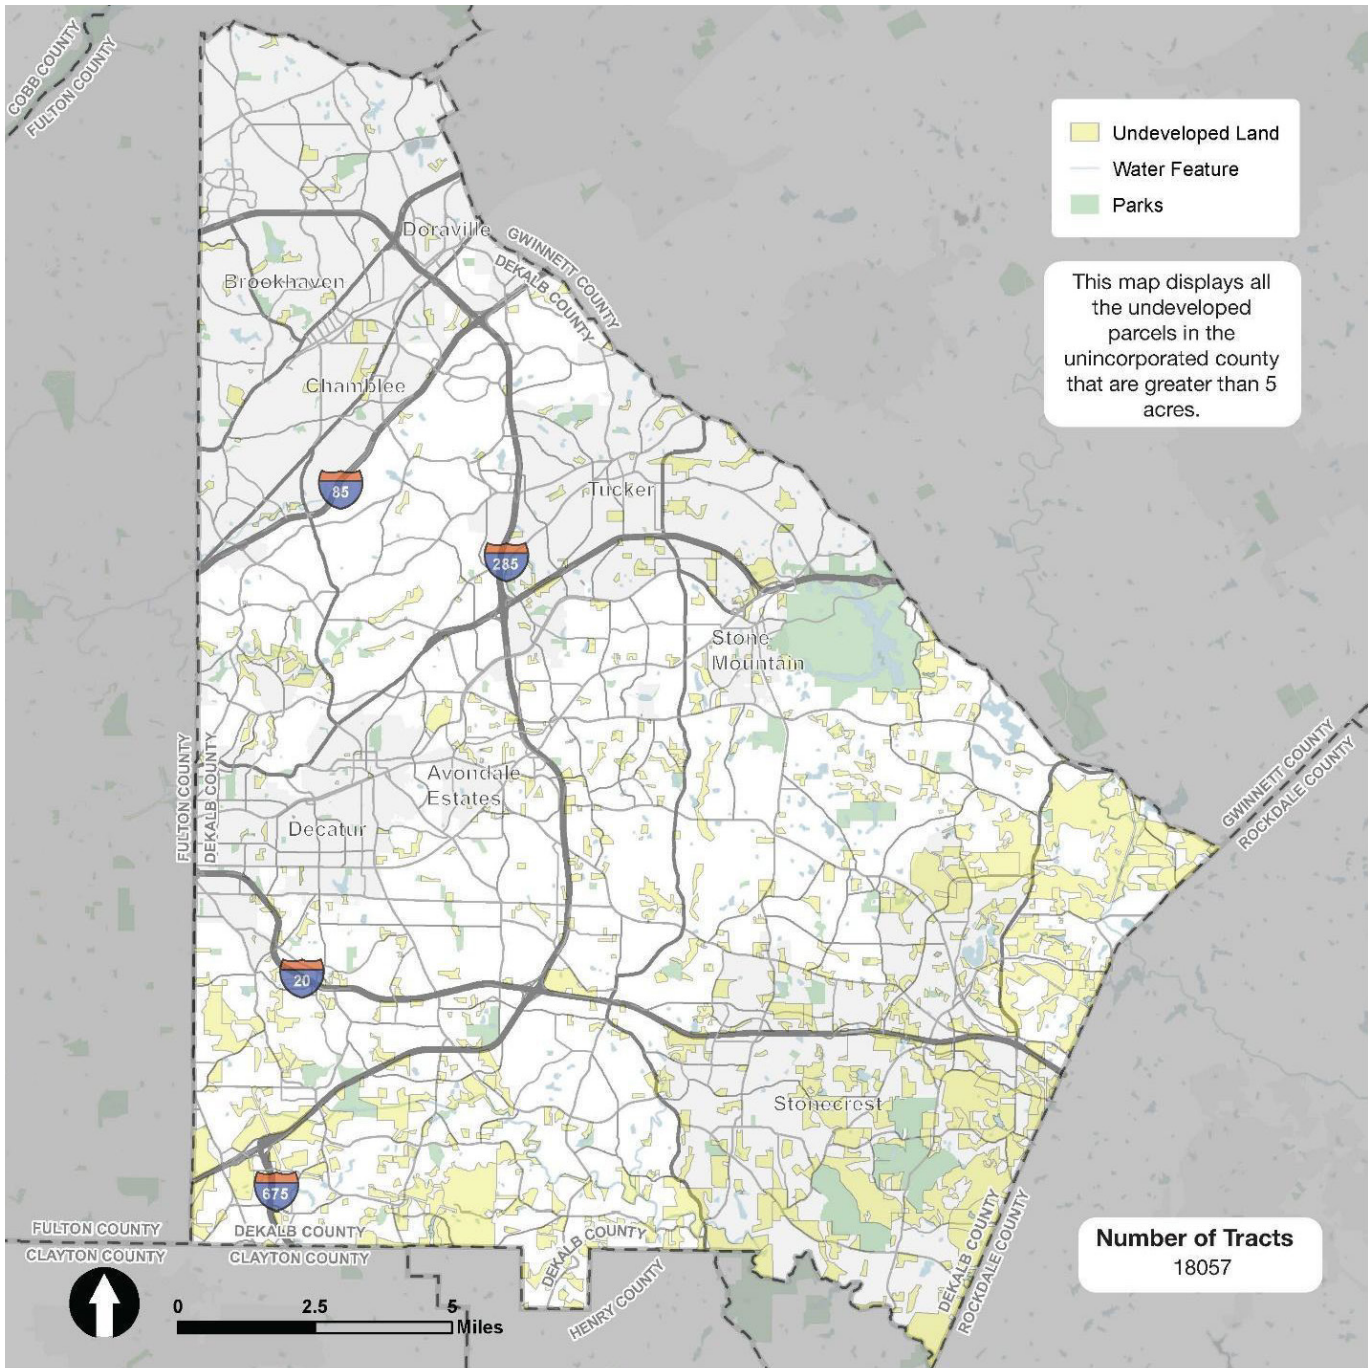 COBB COUNTY
FULTON COUNTY
Undeveloped Land
Water Feature
Parks
This map displays all
the undeveloped
parcels in the
unincorporated county
that are greater than 5
acres.
Doraville
GWINNETT COUNTY
DEKALB COUNTY
Brookhaven
Chamblee
85
Tucker
285
Stone
Mountain
FULTON COUNTY
DEKALB COUNTY
GWINNETT COUNTY
ROCKDALE COUNTY
Avondale
Estates
Decatur
20
Stonecrest
675
FULTON COUNTY
CLAYTON COUNTY
DEKALB COUNTY
CLAYTON COUNTY
DEKALB COUNTY
HENRY COUNTY
DEKALB COUNTY
ROCKDALE COUNTY
Number of Tracts
18057
0 2.5 5
Miles